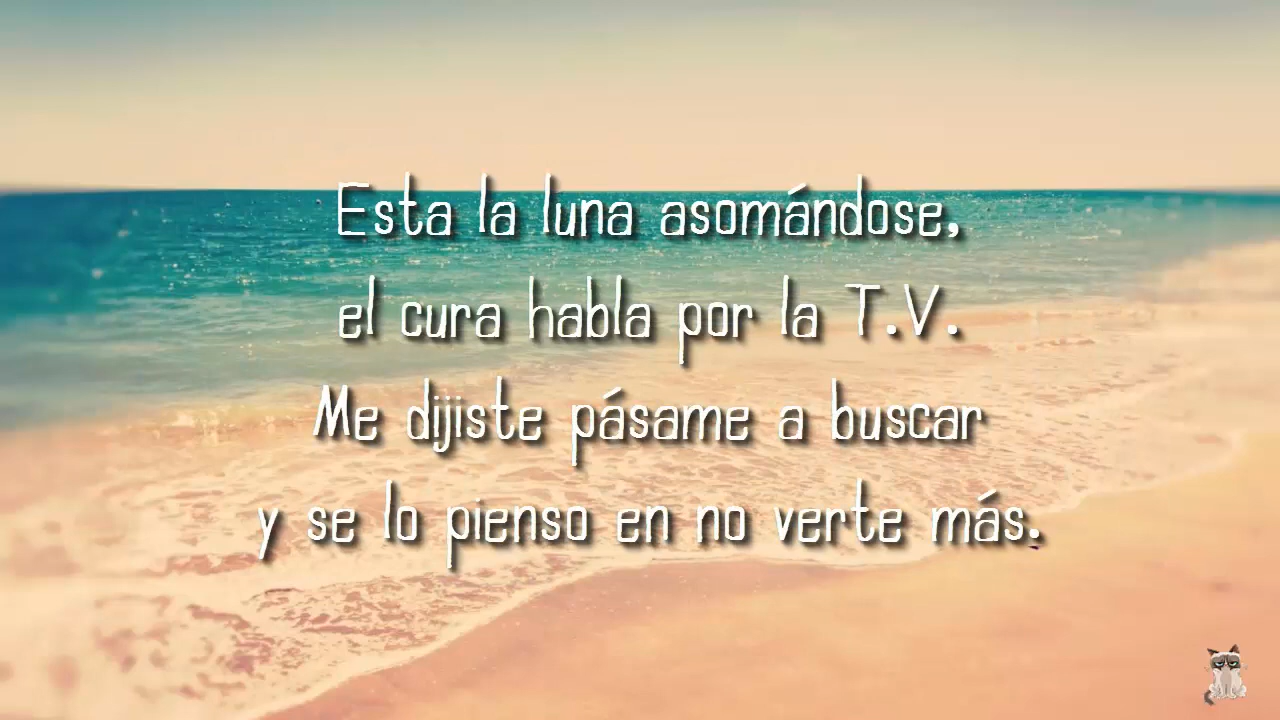 Esta la luna asomándose,
el cura habla por la T.V.
Me dijiste pásame a buscar
y se lo pienso en no verte más.